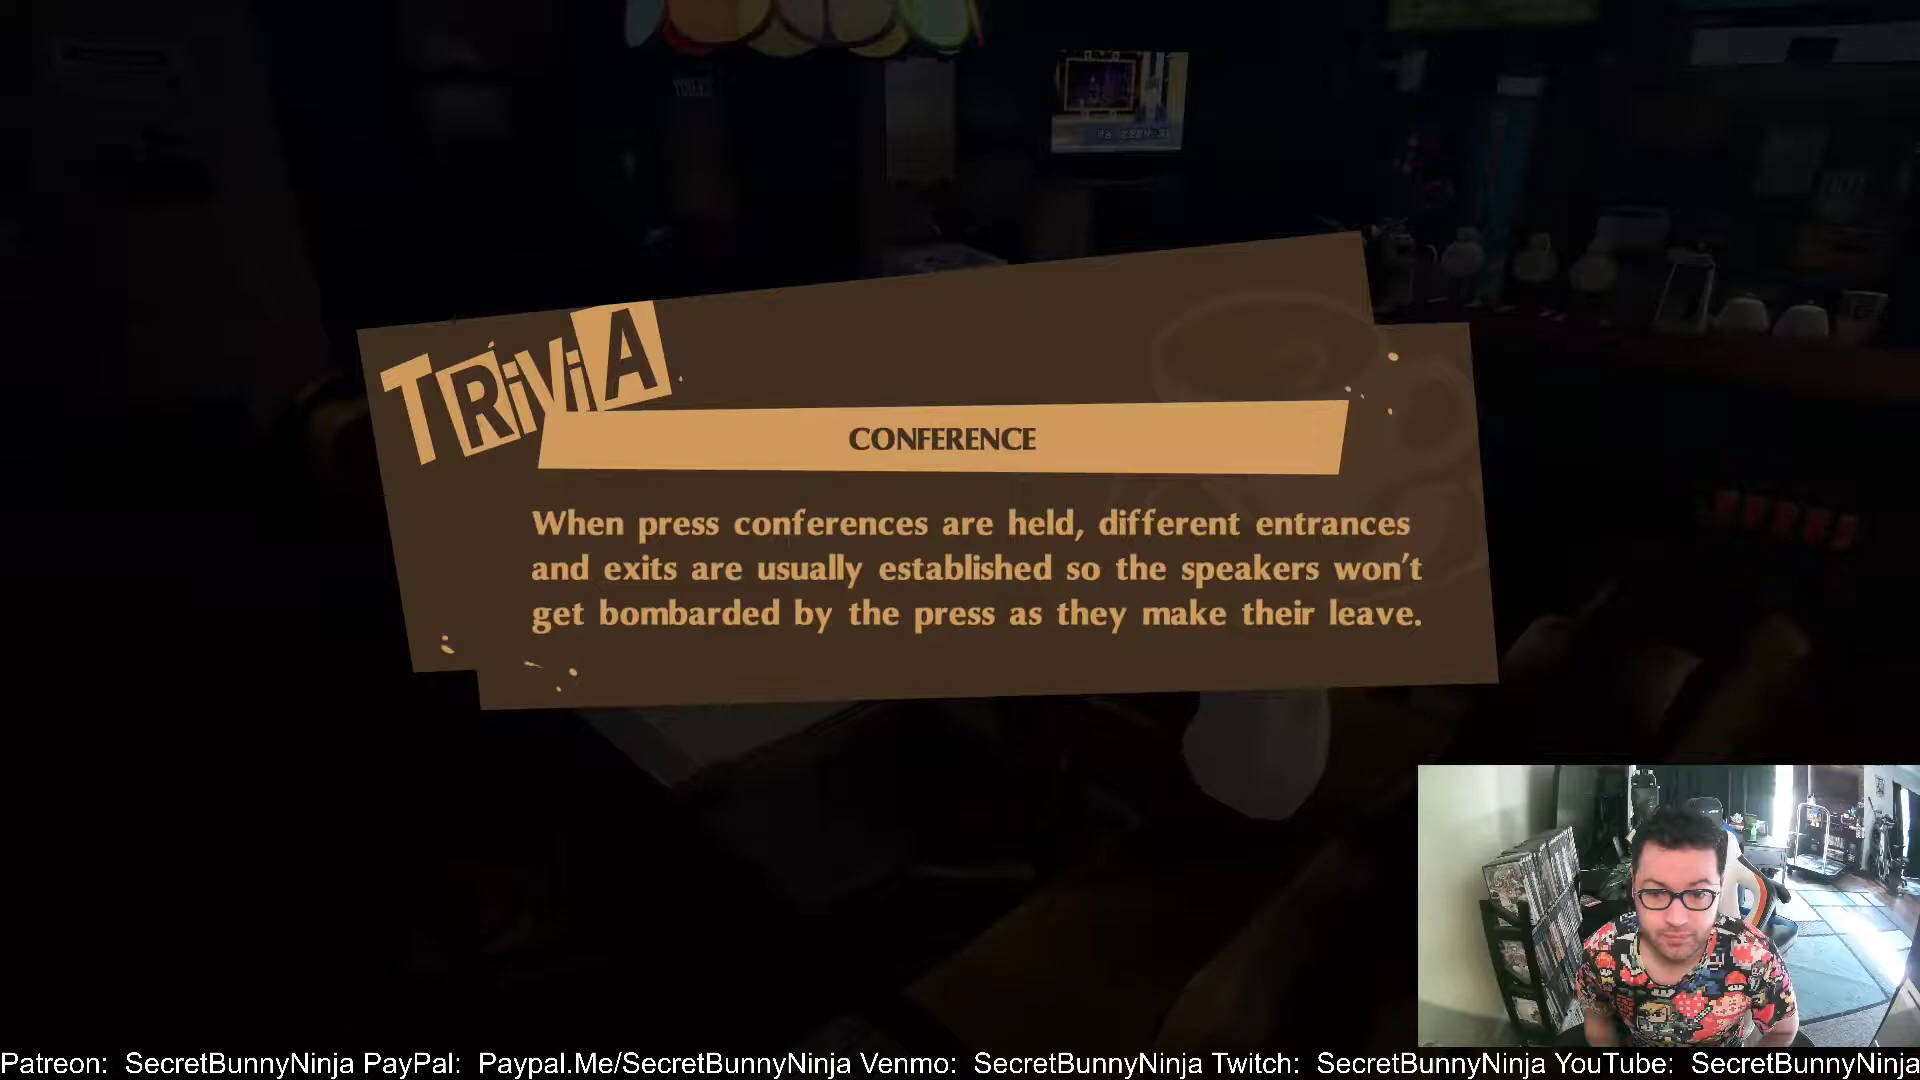 TRiViA
CONFERENCE
When press conferences are held, different entrances
and exits are usually established so the speakers won't
get bombarded by the press as they make their leave.
Patreon: SecretBunnyNinja PayPal: Paypal.Me/SecretBunnyNinja Venmo: SecretBunnyNinja Twitch: SecretBunnyNinja YouTube: SecretBunnyNinja